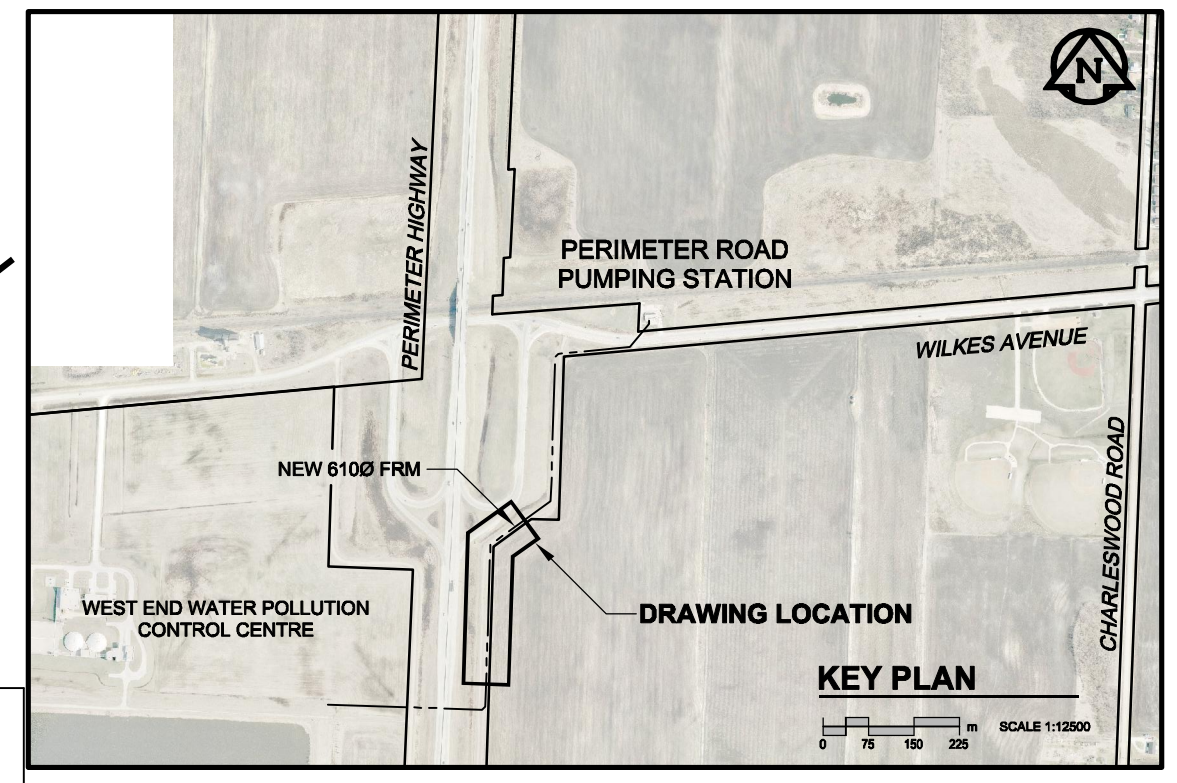 N
PERIMETER HIGHWAY
PERIMETER ROAD
PUMPING STATION
WILKES AVENUE
NEW 610Ø FRM
CHARLESWOOD ROAD
WEST END WATER POLLUTION
CONTROL CENTRE
DRAWING LOCATION
KEY PLAN
m SCALE 1:12500
0 75 150 225